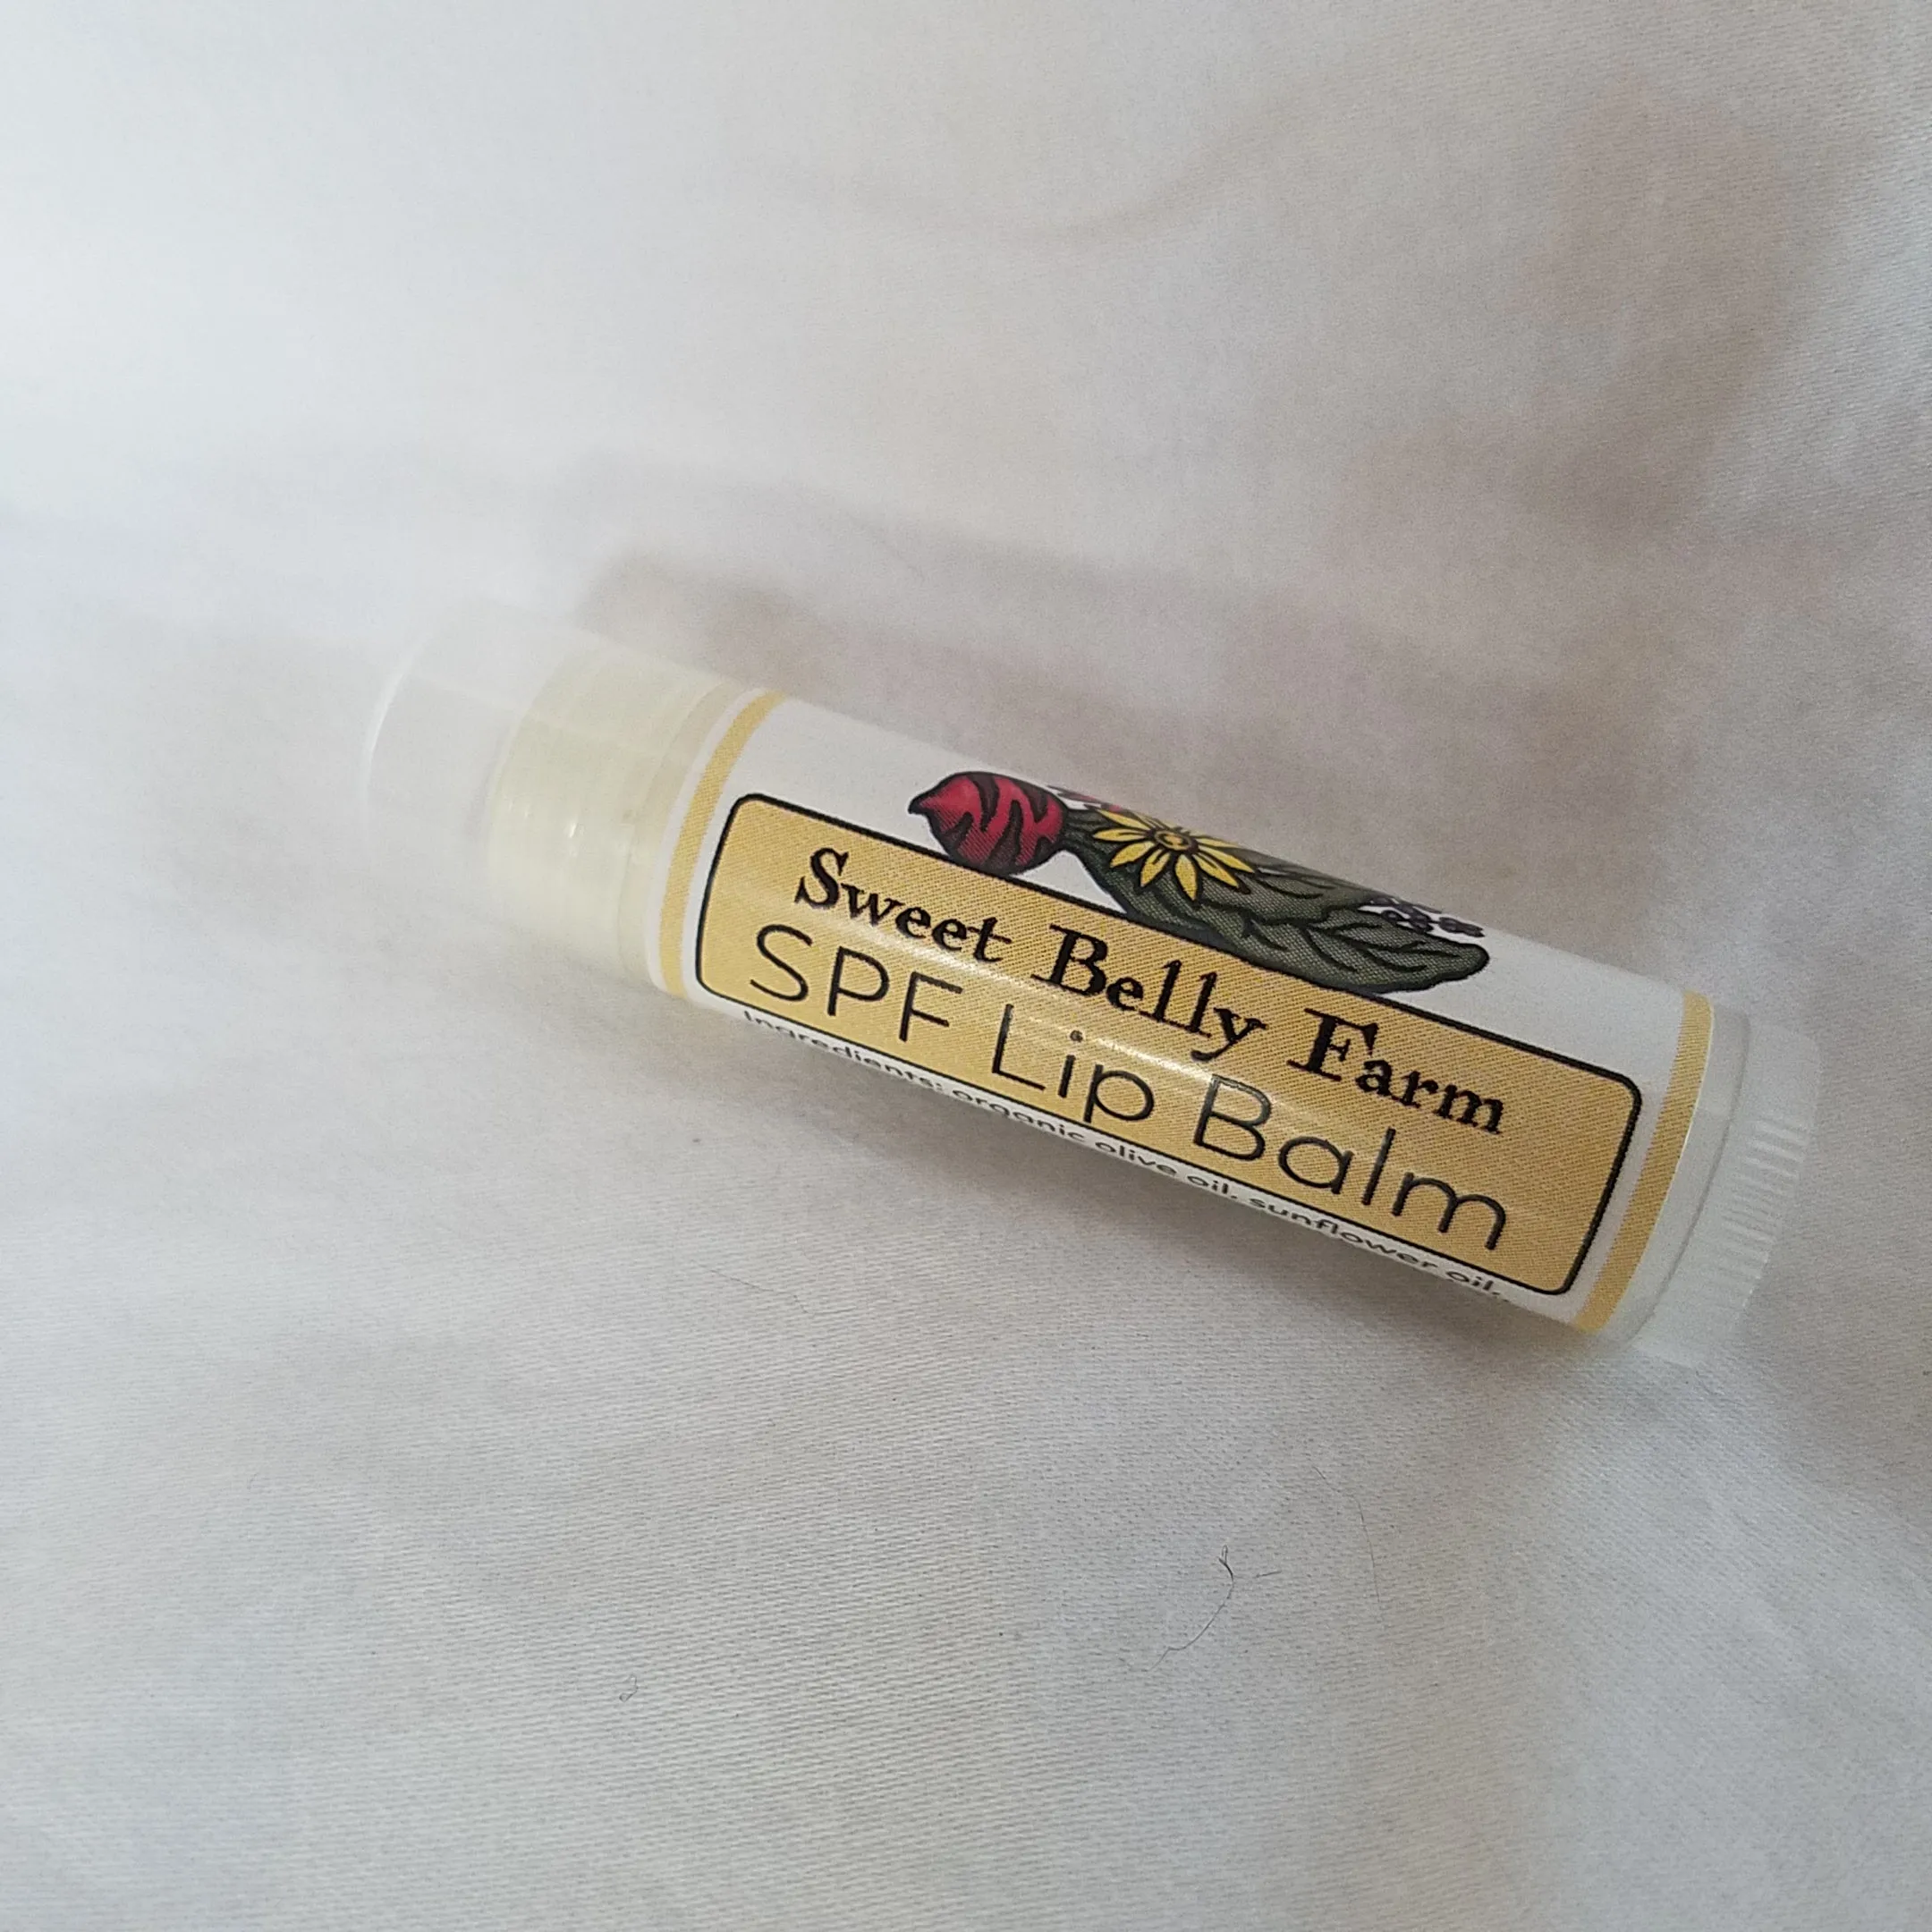 Sweet Belly Farm
SPF Lip Balm
Ingredients: organic olive oil, sunflower oil,